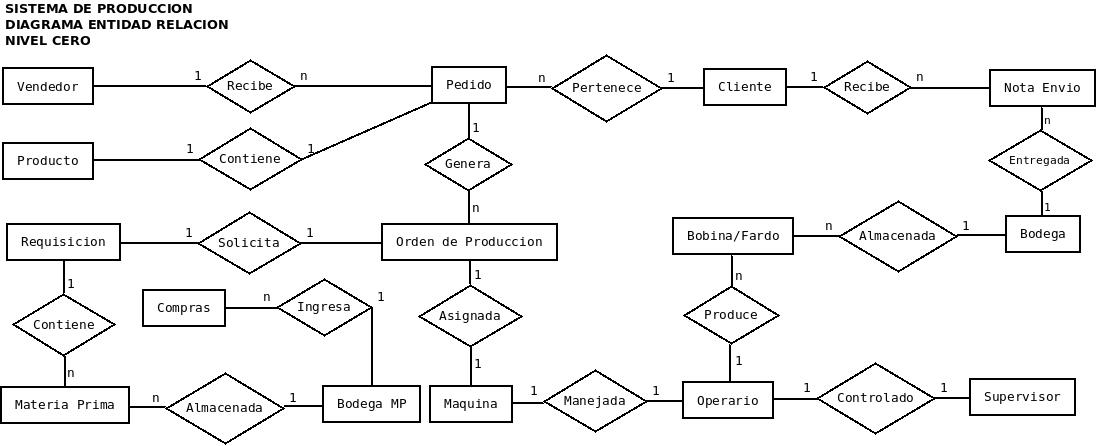 SISTEMA DE PRODUCCION
DIAGRAMA ENTIDAD RELACION
NIVEL CERO
Vendedor 1 Recibe n Pedido n Pertenece 1 Cliente 1 Recibe n Nota Envio
Producto 1 Contiene 1
1 Genera n
n Entregada 1
Requisicion 1 Solicita 1 Orden de Produccion
Bobina/Fardo n Almacenada 1 Bodega
1 Contiene n
Compras n Ingresa 1
1 Asignada 1
n Produce 1
Materia Prima n Almacenada 1 Bodega MP
Maquina 1 Manejada 1 Operario 1 Controlado 1 Supervisor